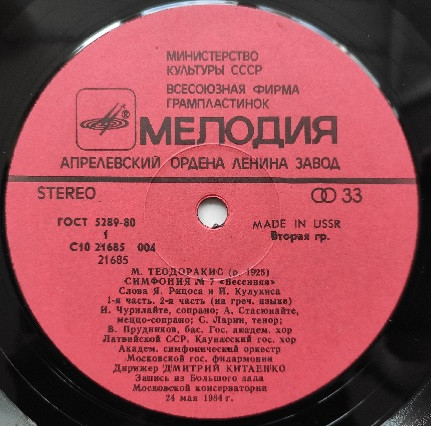 МИНИСТЕРСТВО
КУЛЬТУРЫ СССР
ВСЕСОЮЗНАЯ ФИРМА
ГРАМПЛАСТИНОК
МЕЛОДИЯ
АПРЕЛЕВСКИЙ ОРДЕНА ЛЕНИНА ЗАВОД
STEREO
33
ГОСТ 5289-80
MADE IN USSR
1
Вторая гр.
С10 21685 004
21685
М. ТЕОДОРАКИС (р. 1925)
СИМФОНИЯ № 7 «Весенняя»
Слова Я. Рицоса и Й. Кулукиса
1-я часть. 2-я часть (на греч. языке)
И. Чурилайте, сопрано; А. Стасюнайте,
меццо-сопрано; С. Ларин, тенор;
В. Прудников, бас. Гос. академ. хор
Латвийской ССР. Каунасский гос. хор
Академ. симфонический оркестр
Московской гос. филармонии
Дирижер ДМИТРИЙ КИТАЕНКО
Запись из Большого зала
Московской консерватории
24 мая 1984 г.